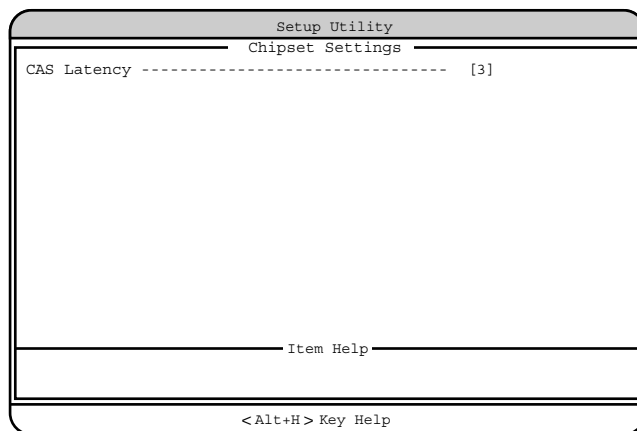 Setup Utility
Chipset Settings
CAS Latency -------------------------------- [3]
Item Help
<Alt+H> Key Help